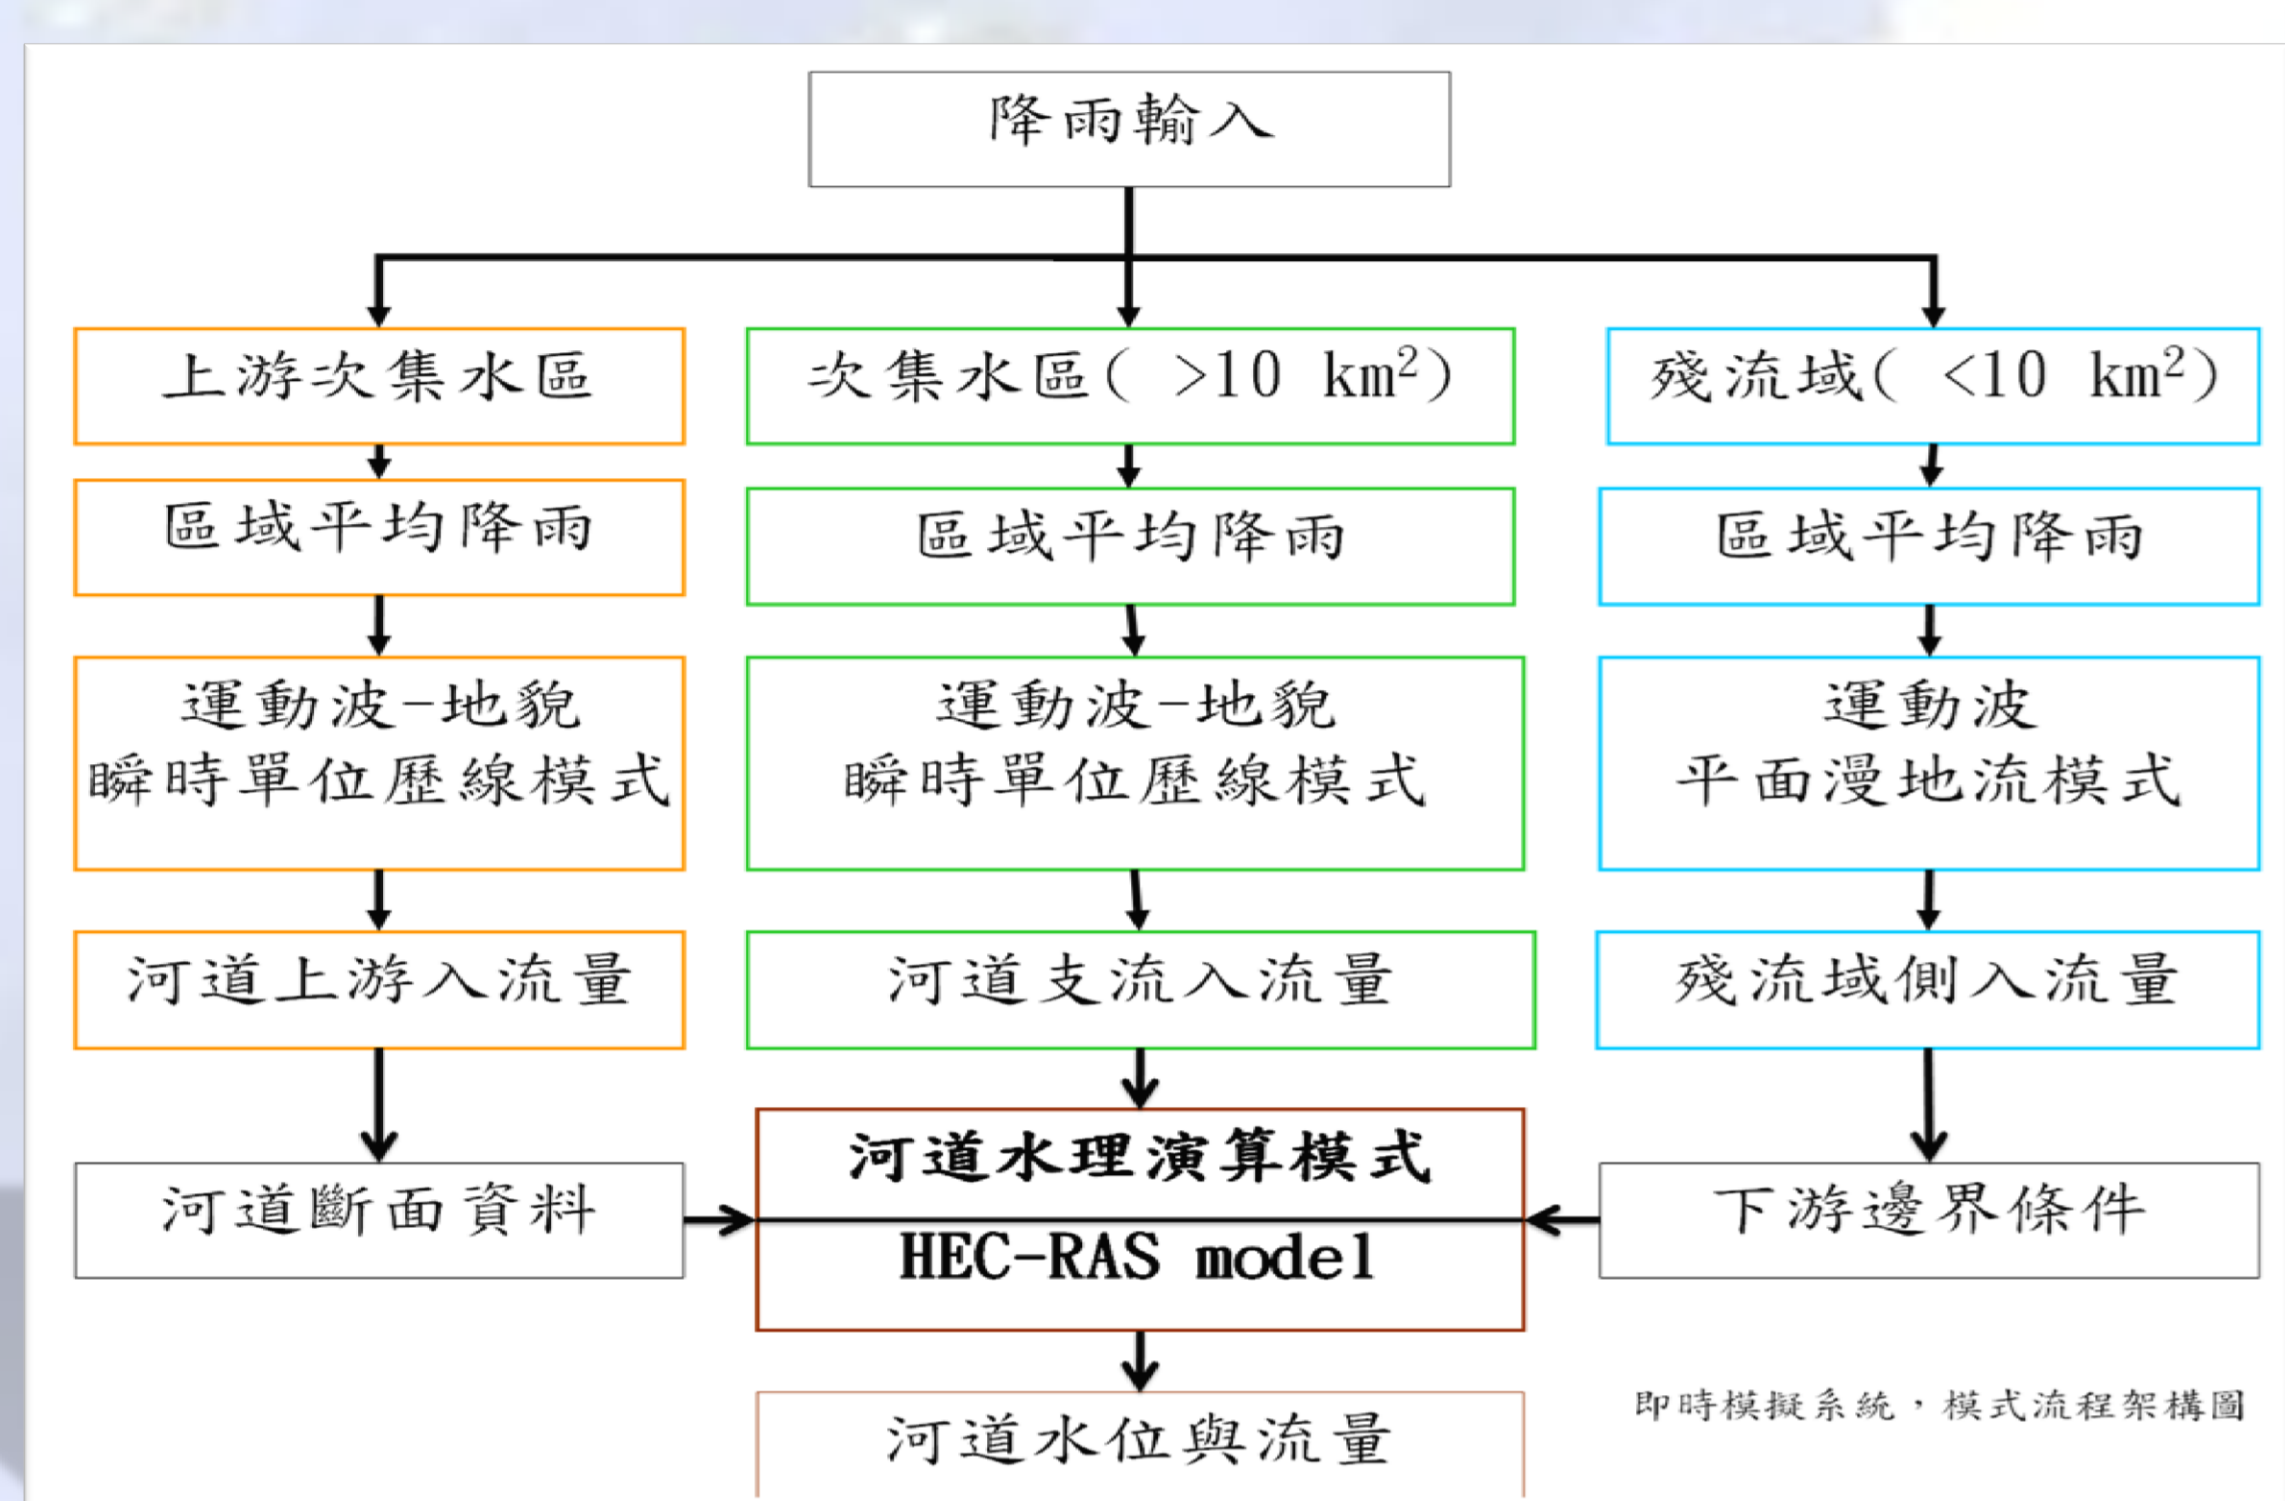 降雨輸入
上游次集水區
次集水區( >10 km²)
殘流域( <10 km²)
區域平均降雨
區域平均降雨
區域平均降雨
運動波-地貌
瞬時單位歷線模式
運動波-地貌
瞬時單位歷線模式
運動波
平面漫地流模式
河道上游入流量
河道支流入流量
殘流域側入流量
河道斷面資料
河道水理演算模式
HEC-RAS model
下游邊界條件
河道水位與流量
即時模擬系統，模式流程架構圖